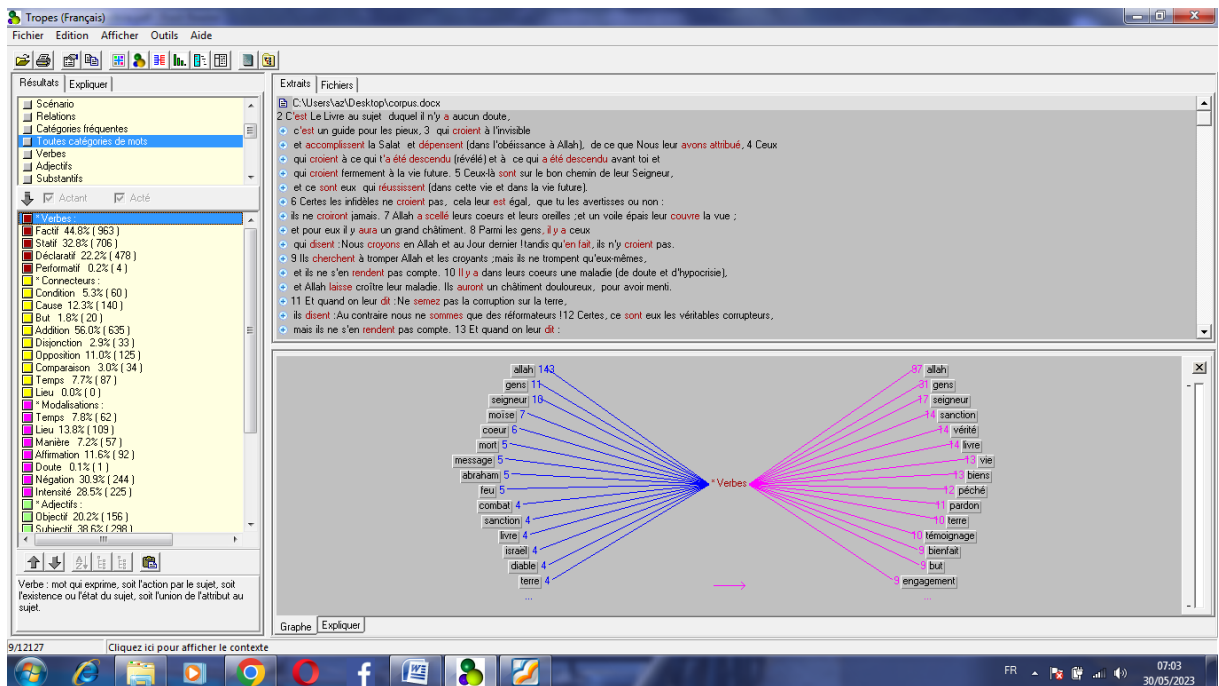 Tropes (Français)
Fichier Edition Afficher Outils Aide
Résultats Expliquer
Scénario
Relations
Catégories fréquentes
Toutes catégories de mots
Verbes
Adjectifs
Substantifs
Actant Acté
* Verbes :
Factif 44.8% ( 963 )
Statif 32.8% ( 706 )
Déclaratif 22.2% ( 478 )
Performatif 0.2% ( 4 )
* Connecteurs :
Condition 5.3% ( 60 )
Cause 12.3% ( 140 )
But 1.8% ( 20 )
Addition 56.0% ( 635 )
Disjonction 2.9% ( 33 )
Opposition 11.0% ( 125 )
Comparaison 3.0% ( 34 )
Temps 7.7% ( 87 )
Lieu 0.0% ( 0 )
* Modalisations :
Temps 7.8% ( 62 )
Lieu 13.8% ( 109 )
Manière 7.2% ( 57 )
Affirmation 11.6% ( 92 )
Doute 0.1% ( 1 )
Négation 30.9% ( 244 )
Intensité 28.5% ( 225 )
* Adjectifs :
Objectif 20.2% ( 156 )
Subjectif 38.6% ( 298 )
Verbe : mot qui exprime, soit l'action par le sujet, soit
l'existence ou l'état du sujet, soit l'union de l'attribut au
sujet.
Extraits Fichiers
C:\Users\az\Desktop\corpus.docx
2 C'est Le Livre au sujet duquel il n'y a aucun doute,
c'est un guide pour les pieux, 3 qui croient à l'invisible
et accomplissent la Salat et dépensent (dans l'obéissance à Allah), de ce que Nous leur avons attribué, 4 Ceux
qui croient à ce qui t'a été descendu (révélé) et à ce qui a été descendu avant toi et
qui croient fermement à la vie future. 5 Ceux-là sont sur le bon chemin de leur Seigneur,
et ce sont eux qui réussissent (dans cette vie et dans la vie future).
6 Certes les infidèles ne croient pas, cela leur est égal, que tu les avertisses ou non :
ils ne croiront jamais. 7 Allah a scellé leurs coeurs et leurs oreilles ;et un voile épais leur couvre la vue ;
et pour eux il y aura un grand châtiment. 8 Parmi les gens, il y a ceux
qui disent :Nous croyons en Allah et au Jour dernier !tandis qu'en fait, ils n'y croient pas.
9 Ils cherchent à tromper Allah et les croyants ;mais ils ne trompent qu'eux-mêmes,
et ils ne s'en rendent pas compte. 10 Il y a dans leurs coeurs une maladie (de doute et d'hypocrisie),
et Allah laisse croître leur maladie. Ils auront un châtiment douloureux, pour avoir menti.
11 Et quand on leur dit :Ne semez pas la corruption sur la terre,
ils disent :Au contraire nous ne sommes que des réformateurs !12 Certes, ce sont eux les véritables corrupteurs,
mais ils ne s'en rendent pas compte. 13 Et quand on leur dit :
allah 143 87 allah
gens 11 31 gens
seigneur 10 17 seigneur
moïse 7 14 sanction
coeur 6 14 vérité
mort 5 14 livre
message 5 13 vie
abraham 5 13 biens
feu 5 * Verbes 12 péché
combat 4 11 pardon
sanction 4 10 terre
livre 4 10 témoignage
israël 4 9 bienfait
diable 4 9 but
terre 4 9 engagement
... ...
Graphe Expliquer
9/12127 Cliquez ici pour afficher le contexte
FR 07:03
30/05/2023